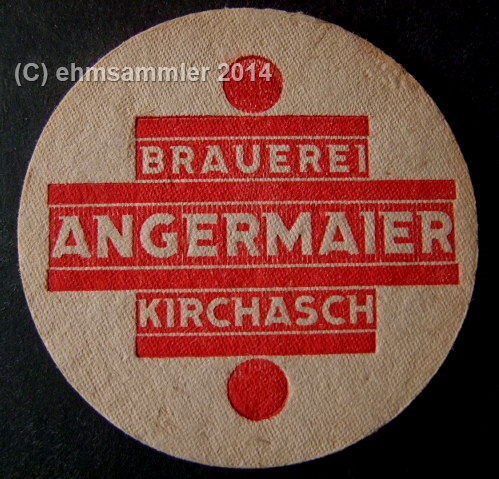 (C) ehmsammler 2014
BRAUEREI
ANGERMAIER
KIRCHASCH